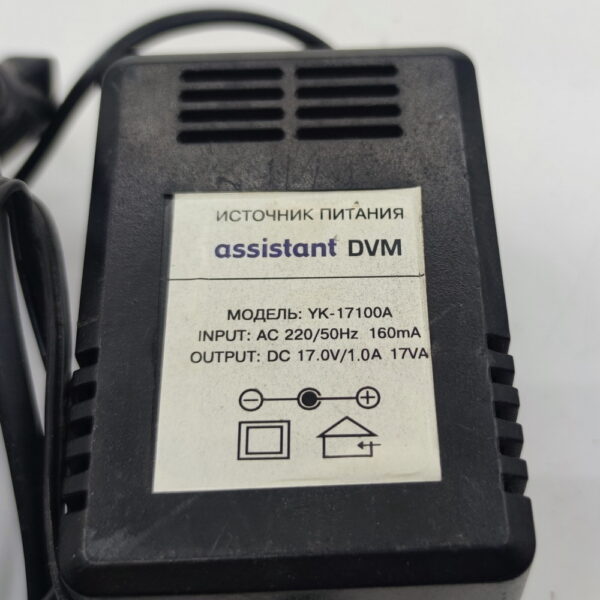 ИСТОЧНИК ПИТАНИЯ
assistant DVM
МОДЕЛЬ: YK-17100A
INPUT: AC 220/50Hz 160mA
OUTPUT: DC 17.0V/1.0A 17VA